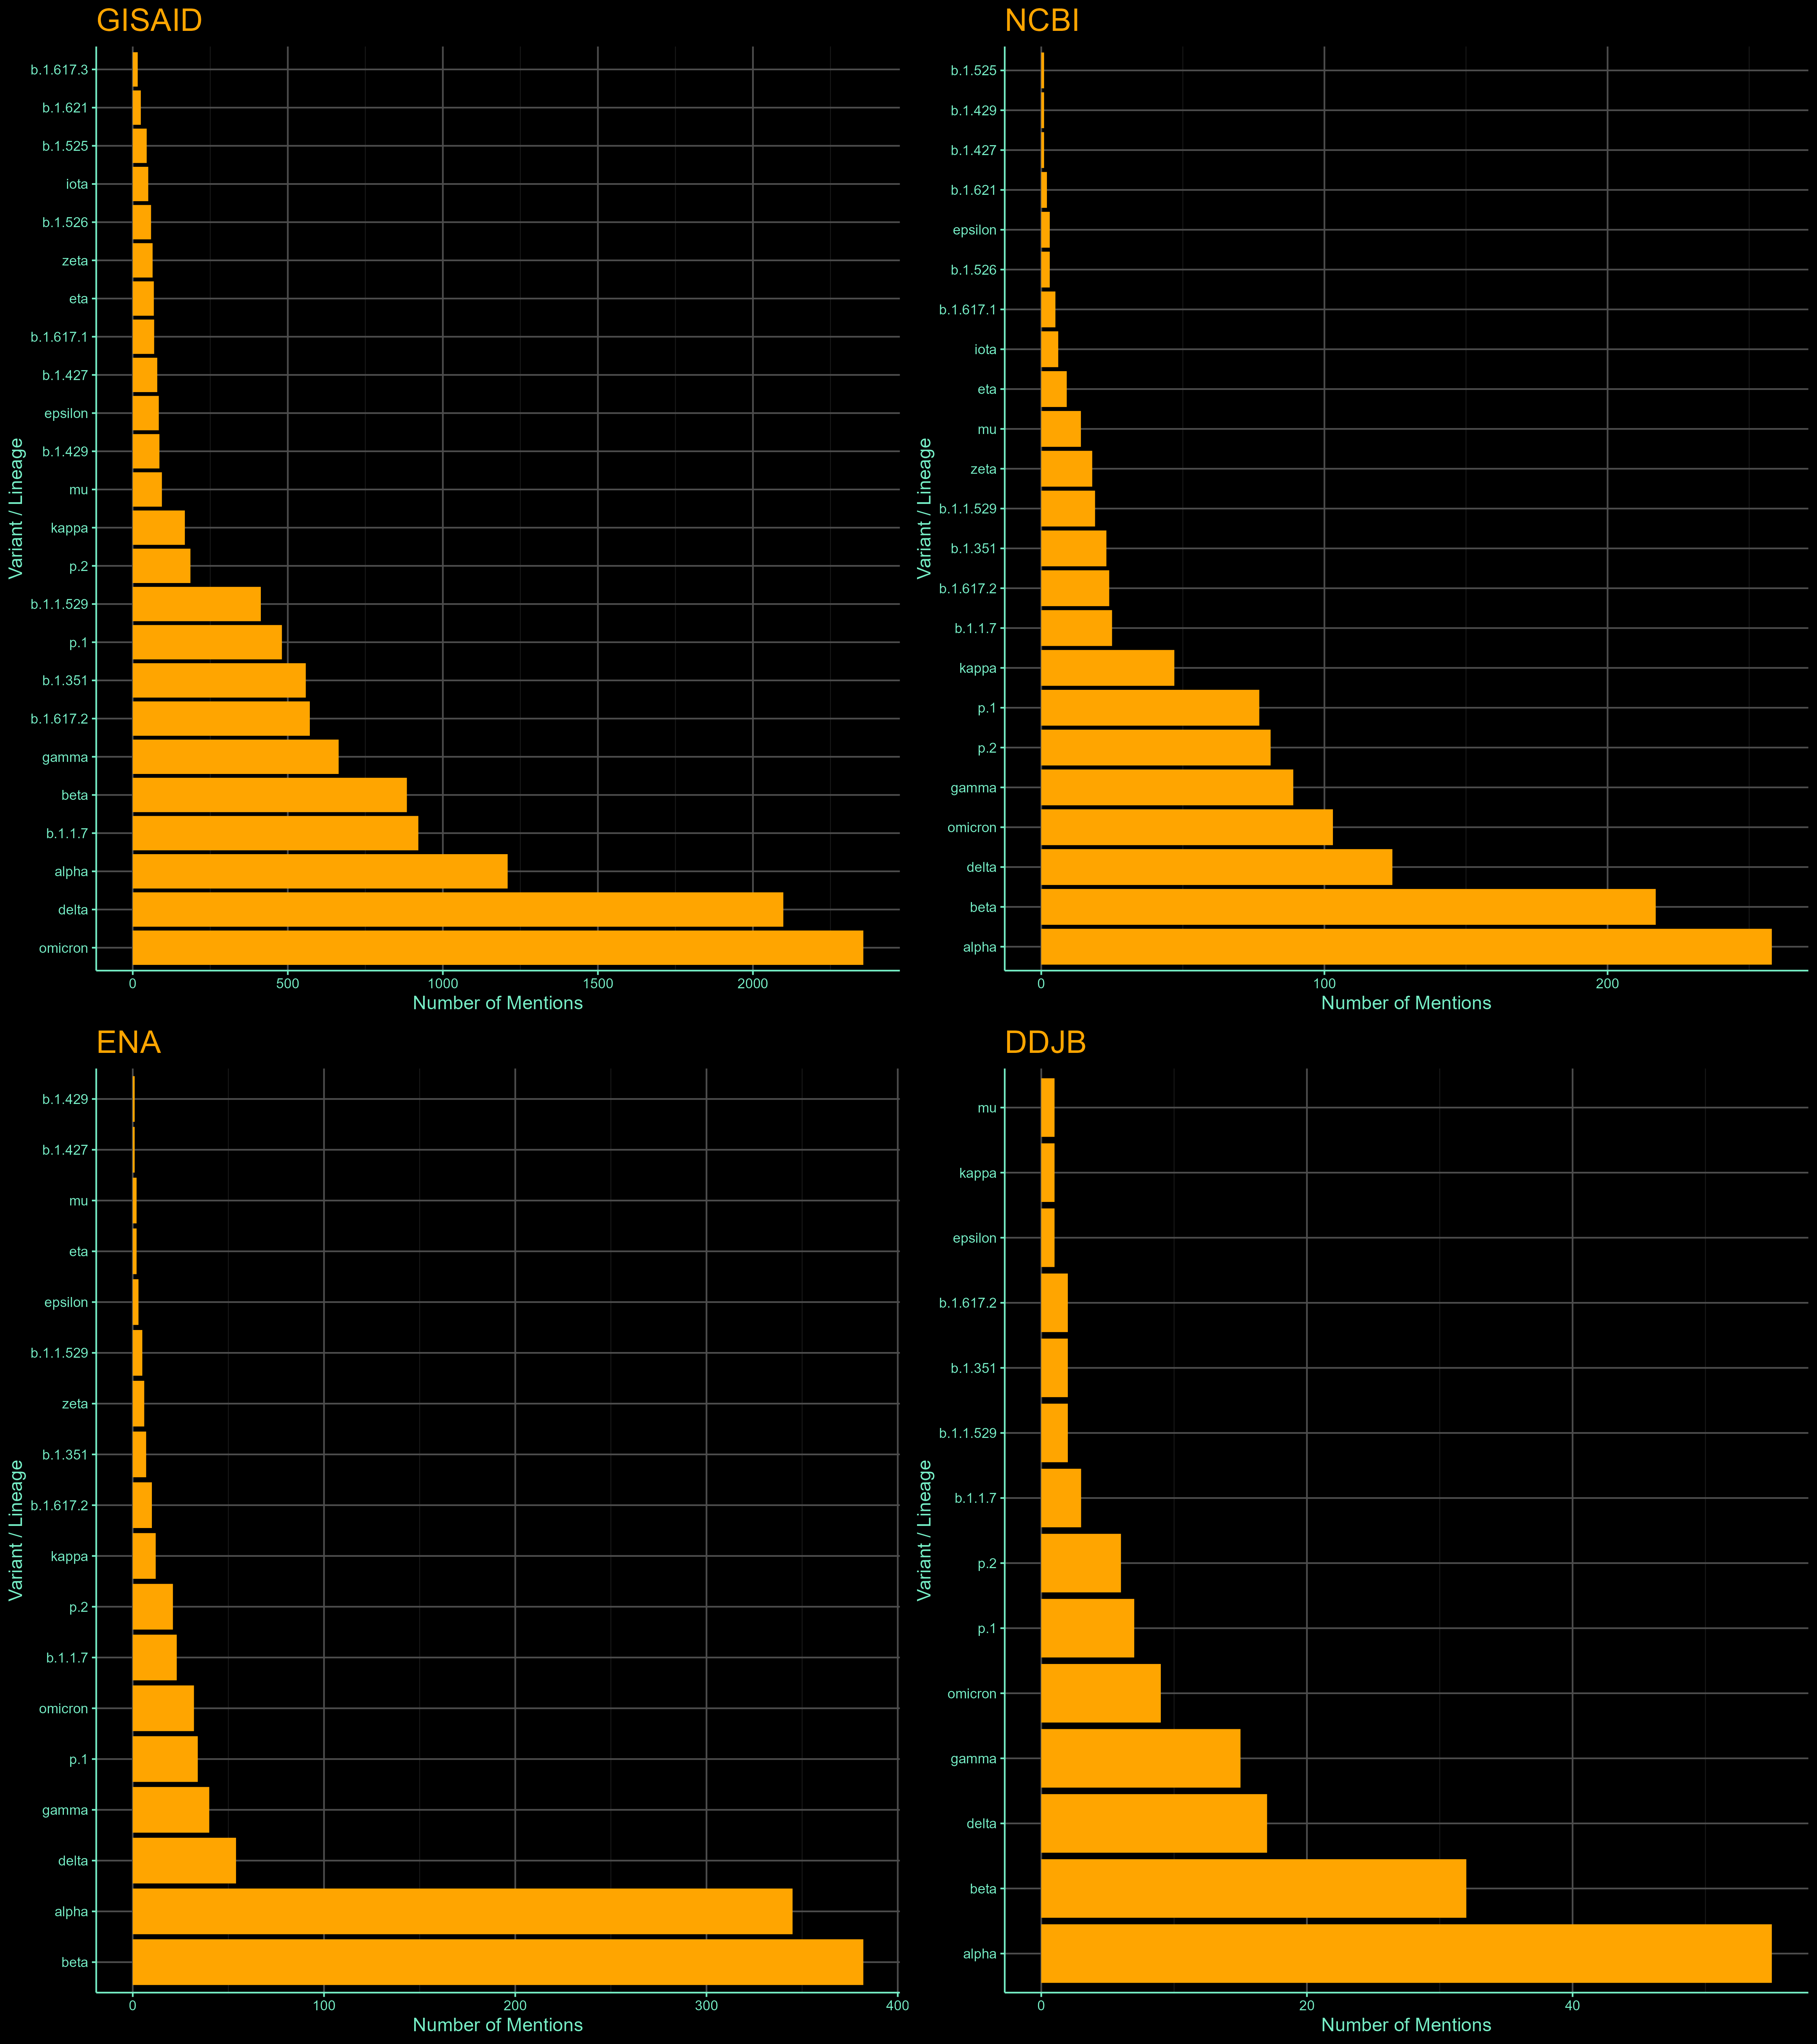 GISAID
Variant / Lineage
b.1.617.3
b.1.621
b.1.525
iota
b.1.526
zeta
eta
b.1.617.1
b.1.427
epsilon
b.1.429
mu
kappa
p.2
b.1.1.529
p.1
b.1.351
b.1.617.2
gamma
beta
b.1.1.7
alpha
delta
omicron
0 500 1000 1500 2000
Number of Mentions
NCBI
Variant / Lineage
b.1.525
b.1.429
b.1.427
b.1.621
epsilon
b.1.526
b.1.617.1
iota
eta
mu
zeta
b.1.1.529
b.1.351
b.1.617.2
b.1.1.7
kappa
p.1
p.2
gamma
omicron
delta
beta
alpha
0 100 200
Number of Mentions
ENA
Variant / Lineage
b.1.429
b.1.427
mu
eta
epsilon
b.1.1.529
zeta
b.1.351
b.1.617.2
kappa
p.2
b.1.1.7
omicron
p.1
gamma
delta
alpha
beta
0 100 200 300 400
Number of Mentions
DDJB
Variant / Lineage
mu
kappa
epsilon
b.1.617.2
b.1.351
b.1.1.529
b.1.1.7
p.2
p.1
omicron
gamma
delta
beta
alpha
0 20 40
Number of Mentions